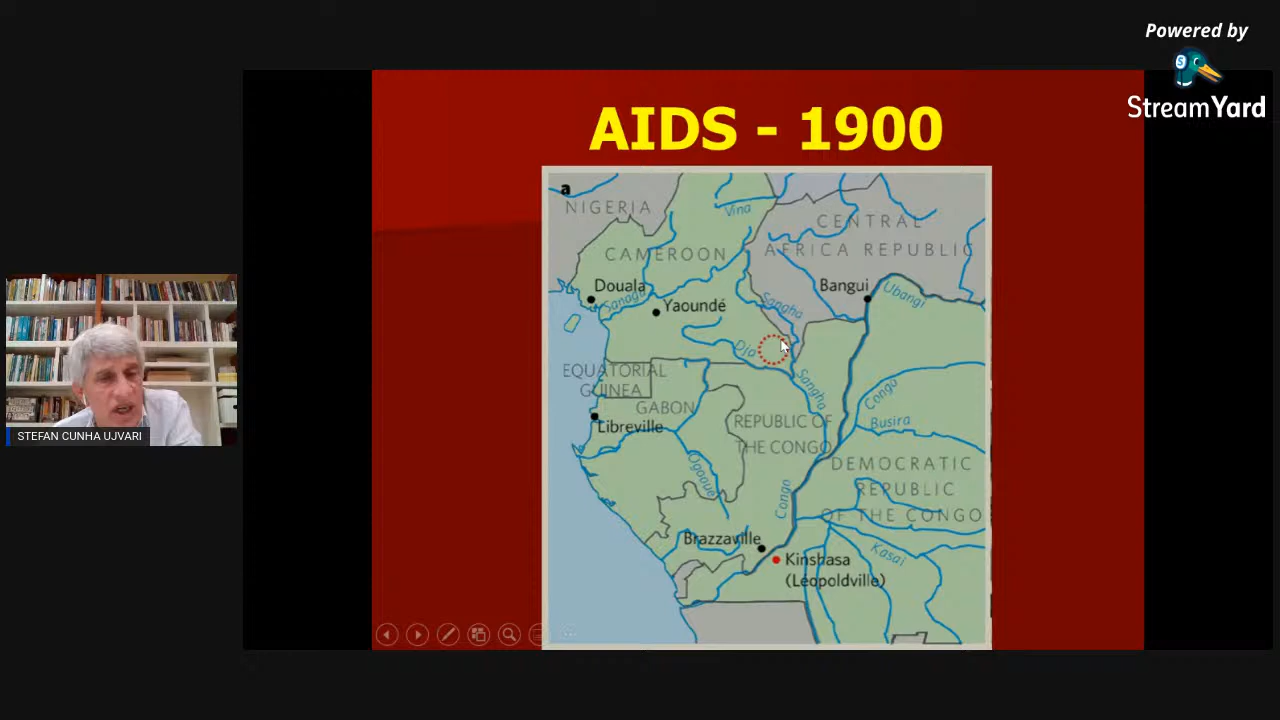 Powered by
StreamYard
AIDS - 1900
a
NIGERIA
Vina
CENTRAL
AFRICA REPUBLIC
CAMEROON
Douala
Sanaga
Yaoundé
Sangha
Bangui
Ubangi
Dja
EQUATORIAL
GUINEA
Sangha
GABON
Congo
Libreville
REPUBLIC OF
THE CONGO
Busira
Ogooue
Congo
DEMOCRATIC
REPUBLIC
OF THE CONGO
Brazzaville
Kinshasa
(Léopoldville)
Kasai
STEFAN CUNHA UJVARI